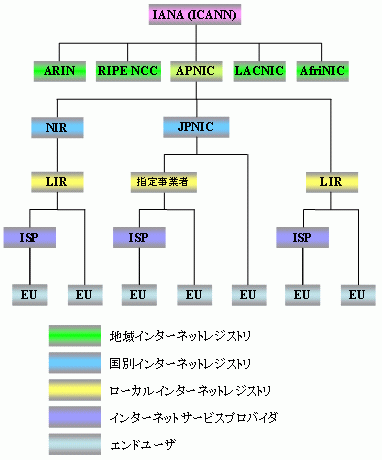 IANA (ICANN)
ARIN RIPE NCC APNIC LACNIC AfriNIC
NIR JPNIC
LIR 指定事業者 LIR
ISP ISP ISP
EU EU EU EU EU EU EU
地域インターネットレジストリ
国別インターネットレジストリ
ローカルインターネットレジストリ
インターネットサービスプロバイダ
エンドユーザ